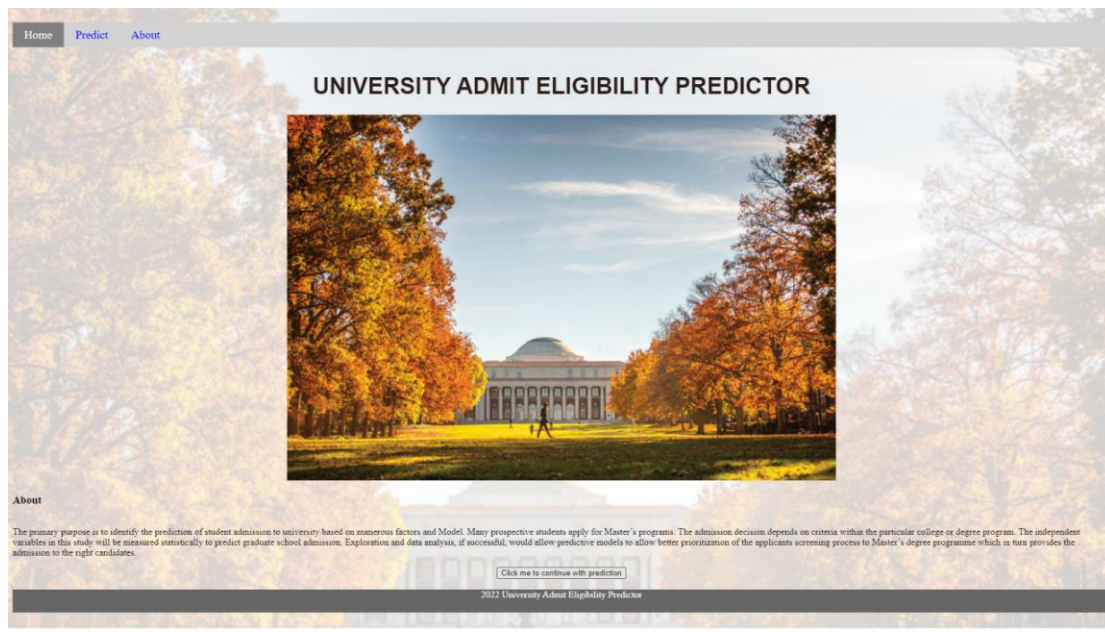 Home Predict About
UNIVERSITY ADMIT ELIGIBILITY PREDICTOR
About
The primary purpose is to identify the prediction of student admission to university based on numerous factors and Model. Many prospective students apply for Master's programs. The admission decision depends on criteria within the particular college or degree program. The independent
variables in this study will be measured statistically to predict graduate school admission. Exploration and data analysis, if successful, would allow predictive models to allow better prioritization of the applicants screening process to Master's degree programme which in turn provides the
admission to the right candidates.
Click me to continue with prediction
2022 University Admit Eligibility Predictor